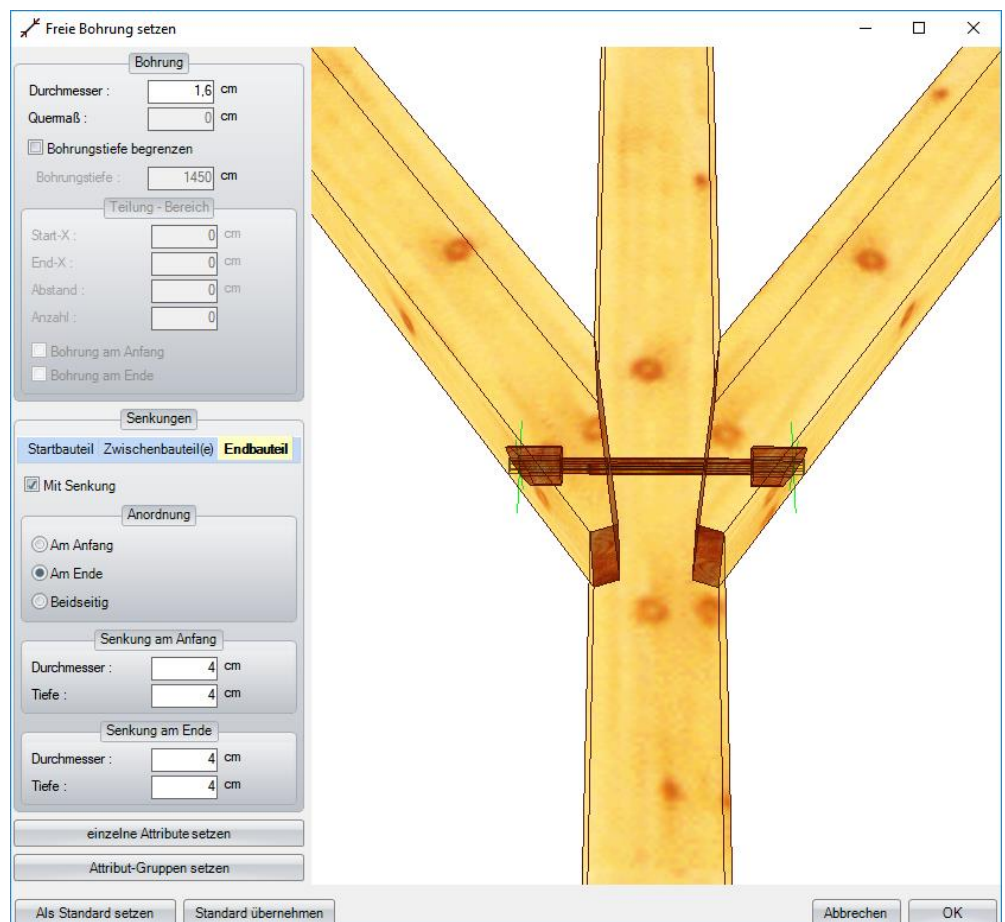 Freie Bohrung setzen
Bohrung
Durchmesser : 1,6 cm
Quermaß : 0 cm
Bohrungstiefe begrenzen
Bohrungstiefe : 1450 cm
Teilung - Bereich
Start-X : 0 cm
End-X : 0 cm
Abstand : 0 cm
Anzahl : 0
Bohrung am Anfang
Bohrung am Ende
Senkungen
Startbauteil Zwischenbauteil(e) Endbauteil
Mit Senkung
Anordnung
Am Anfang
Am Ende
Beidseitig
Senkung am Anfang
Durchmesser : 4 cm
Tiefe : 4 cm
Senkung am Ende
Durchmesser : 4 cm
Tiefe : 4 cm
einzelne Attribute setzen
Attribut-Gruppen setzen
Als Standard setzen Standard übernehmen Abbrechen OK